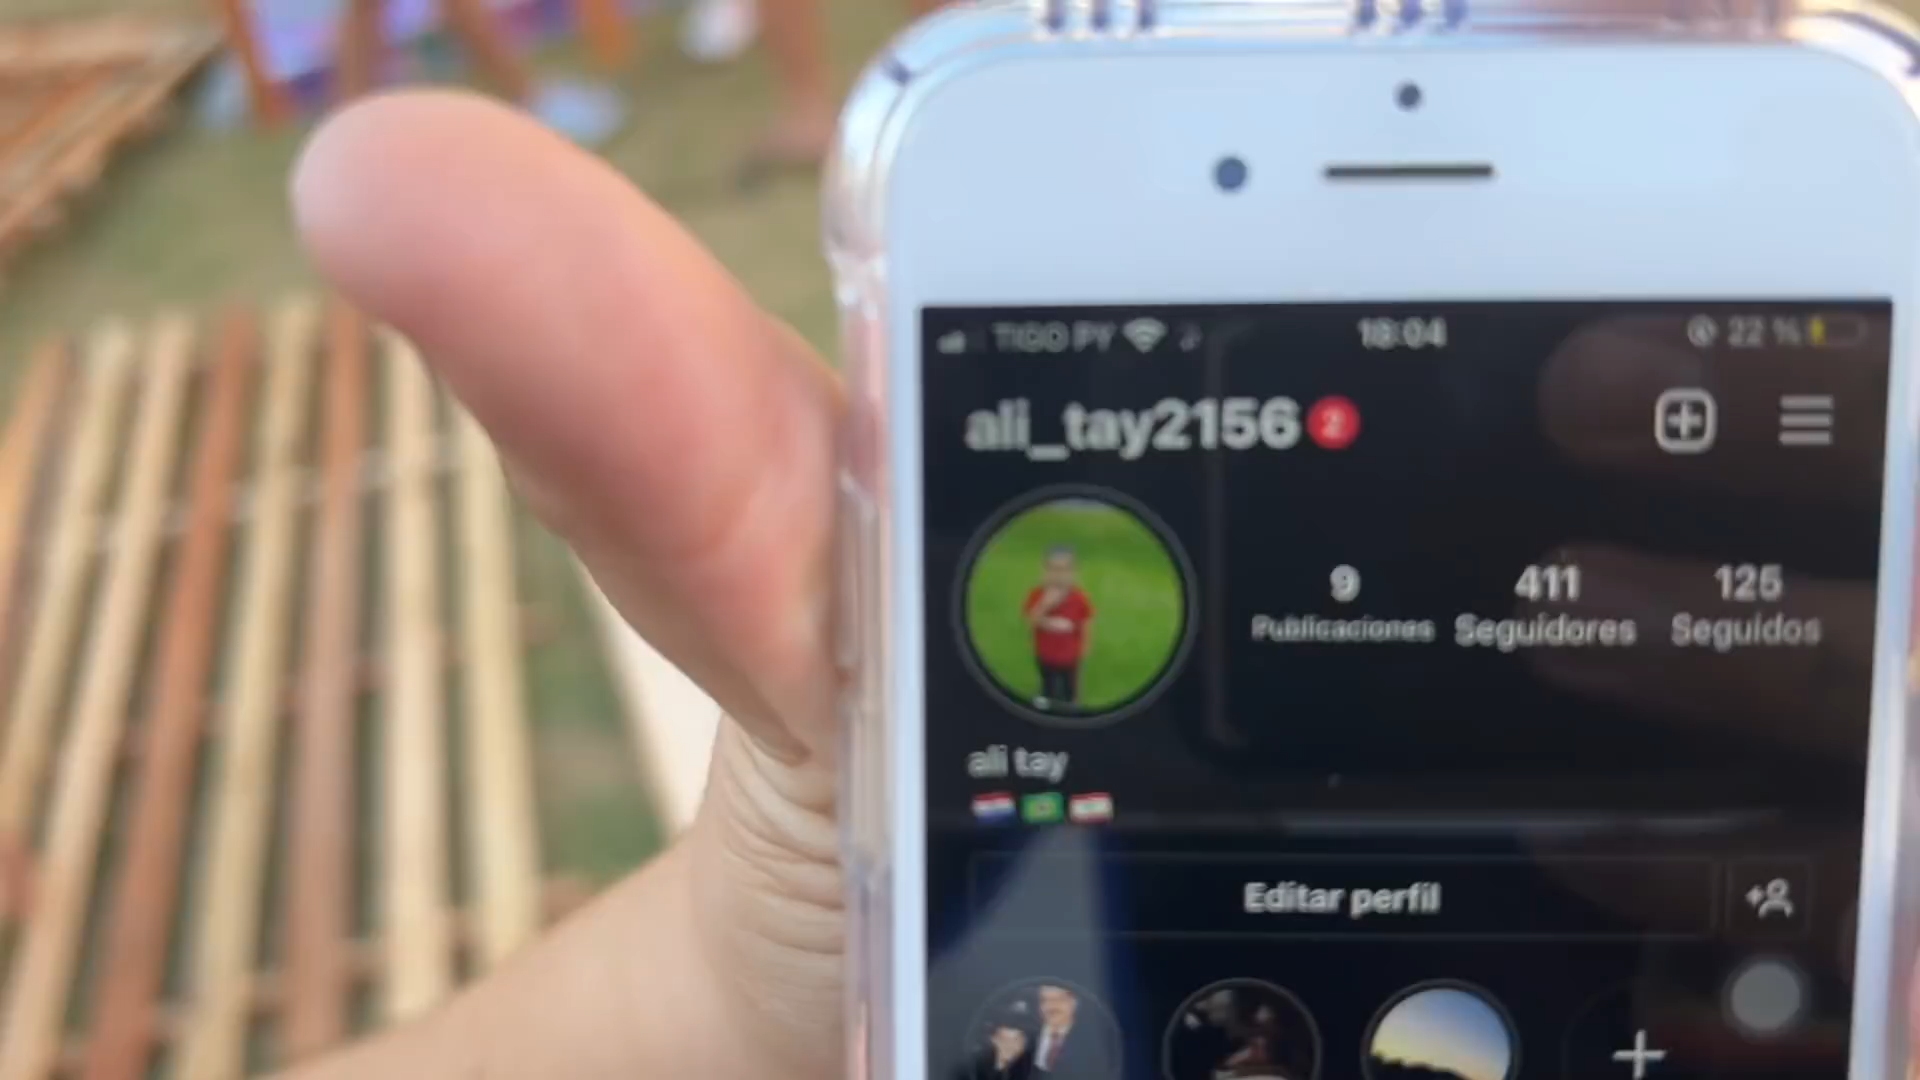 TIGO PY 18:04 22 %
ali_tay2156 2
9 411 125
Publicaciones Seguidores Seguidos
ali tay
Editar perfil